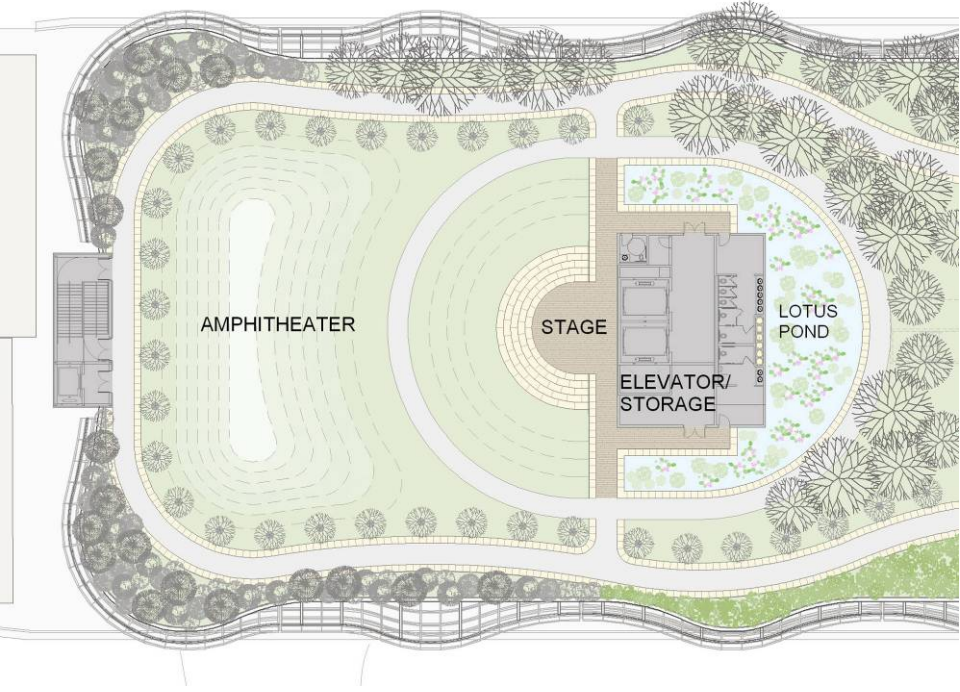 AMPHITHEATER
STAGE
ELEVATOR/
STORAGE
LOTUS
POND